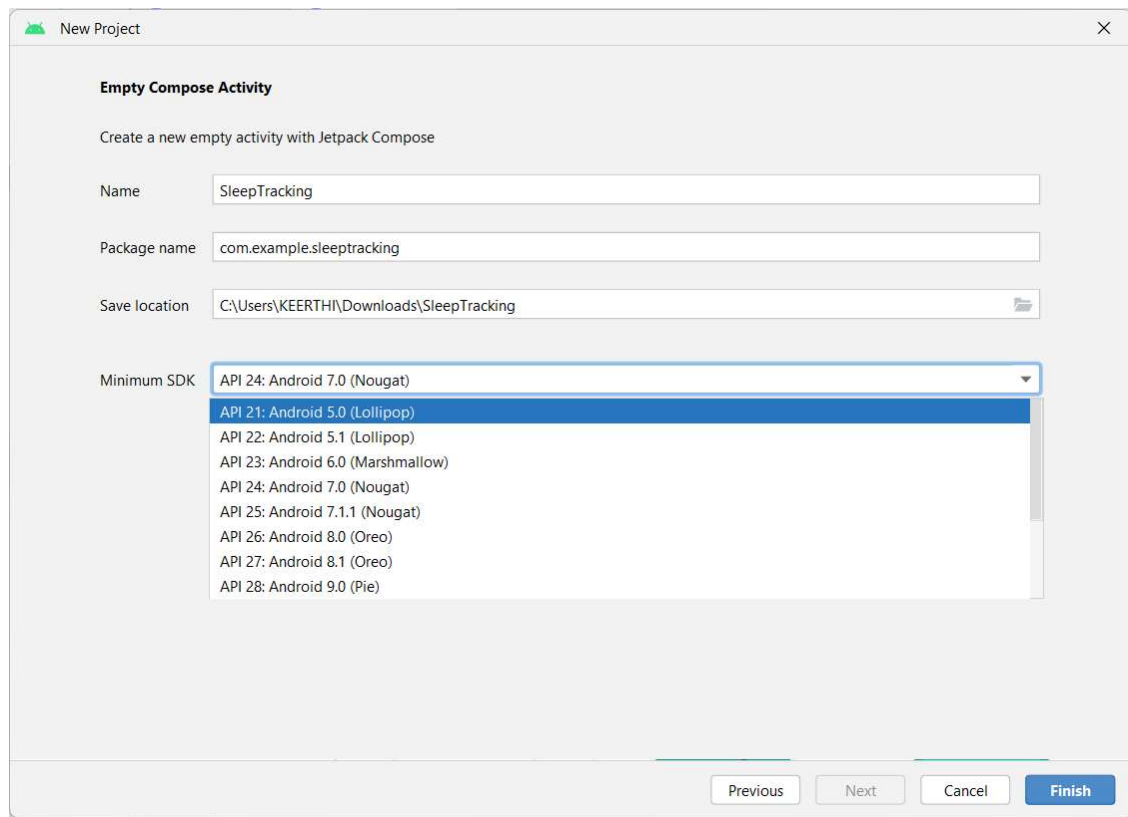 New Project
Empty Compose Activity
Create a new empty activity with Jetpack Compose
Name SleepTracking
Package name com.example.sleeptracking
Save location C:\Users\KEERTHI\Downloads\SleepTracking
Minimum SDK API 24: Android 7.0 (Nougat)
API 21: Android 5.0 (Lollipop)
API 22: Android 5.1 (Lollipop)
API 23: Android 6.0 (Marshmallow)
API 24: Android 7.0 (Nougat)
API 25: Android 7.1.1 (Nougat)
API 26: Android 8.0 (Oreo)
API 27: Android 8.1 (Oreo)
API 28: Android 9.0 (Pie)
Previous Next Cancel Finish